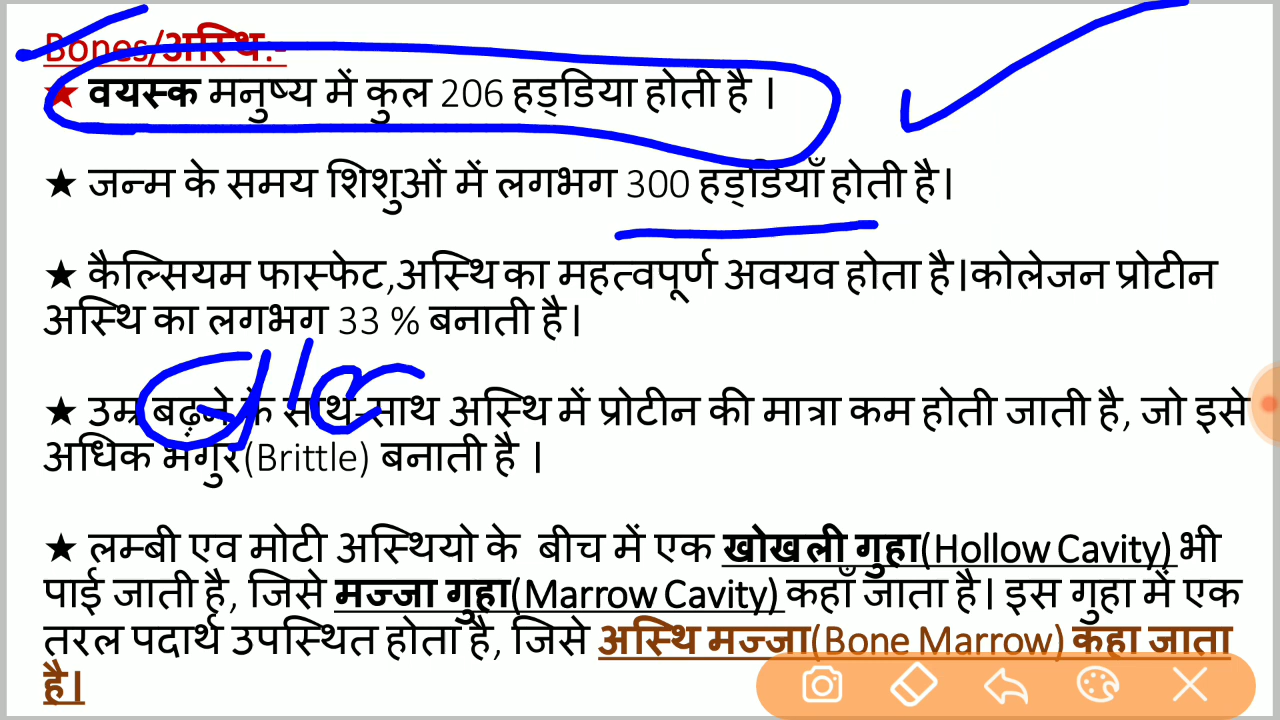 Bones/अस्थि:-
★ वयस्क मनुष्य में कुल 206 हड्डिया होती है ।
★ जन्म के समय शिशुओं में लगभग 300 हड्डियाँ होती है।
★ कैल्सियम फास्फेट,अस्थि का महत्वपूर्ण अवयव होता है।कोलेजन प्रोटीन
अस्थि का लगभग 33 % बनाती है।
★ उम्र बढ़ने के साथ-साथ अस्थि में प्रोटीन की मात्रा कम होती जाती है, जो इसे
अधिक भंगुर(Brittle) बनाती है ।
★ लम्बी एव मोटी अस्थियो के बीच में एक खोखली गुहा(Hollow Cavity) भी
पाई जाती है, जिसे मज्जा गुहा(Marrow Cavity) कहाँ जाता है। इस गुहा में एक
तरल पदार्थ उपस्थित होता है, जिसे अस्थि मज्जा(Bone Marrow) कहा जाता
है।